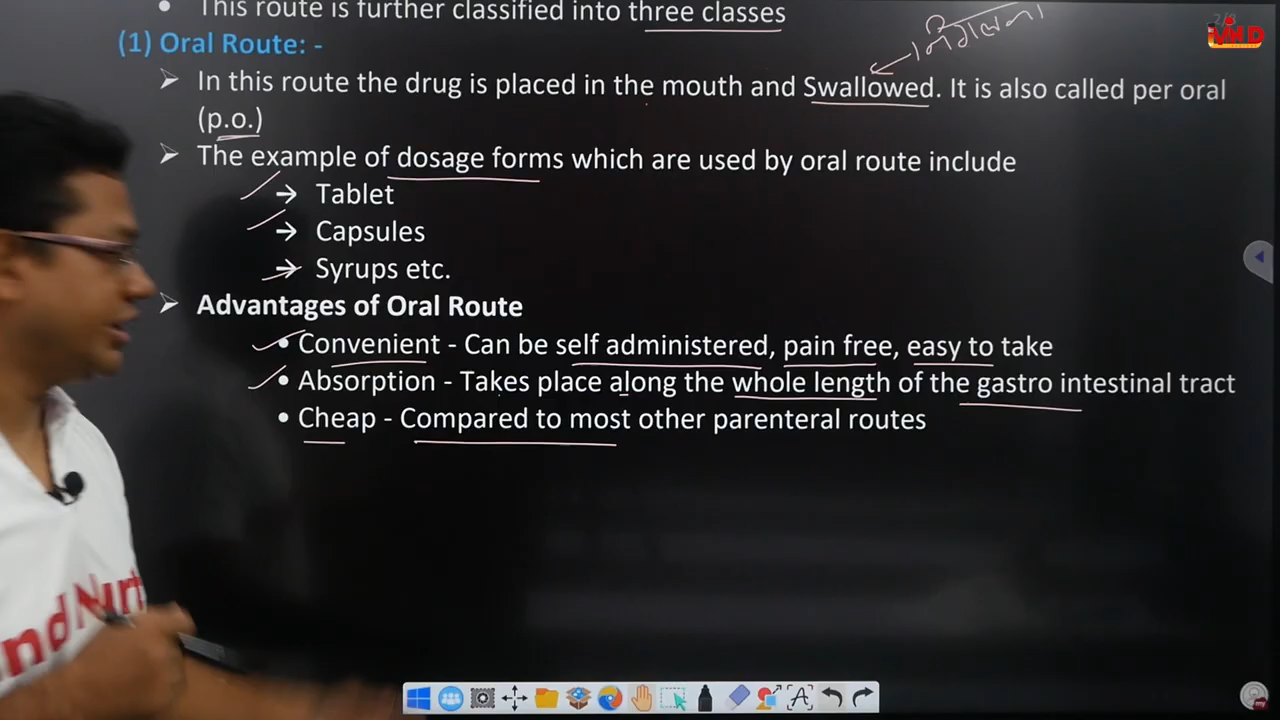 • This route is further classified into three classes
निगलना
(1) Oral Route: -
➤ In this route the drug is placed in the mouth and Swallowed. It is also called per oral
(p.o.)
➤ The example of dosage forms which are used by oral route include
→ Tablet
→ Capsules
→ Syrups etc.
➤ Advantages of Oral Route
• Convenient - Can be self administered, pain free, easy to take
• Absorption - Takes place along the whole length of the gastro intestinal tract
• Cheap - Compared to most other parenteral routes